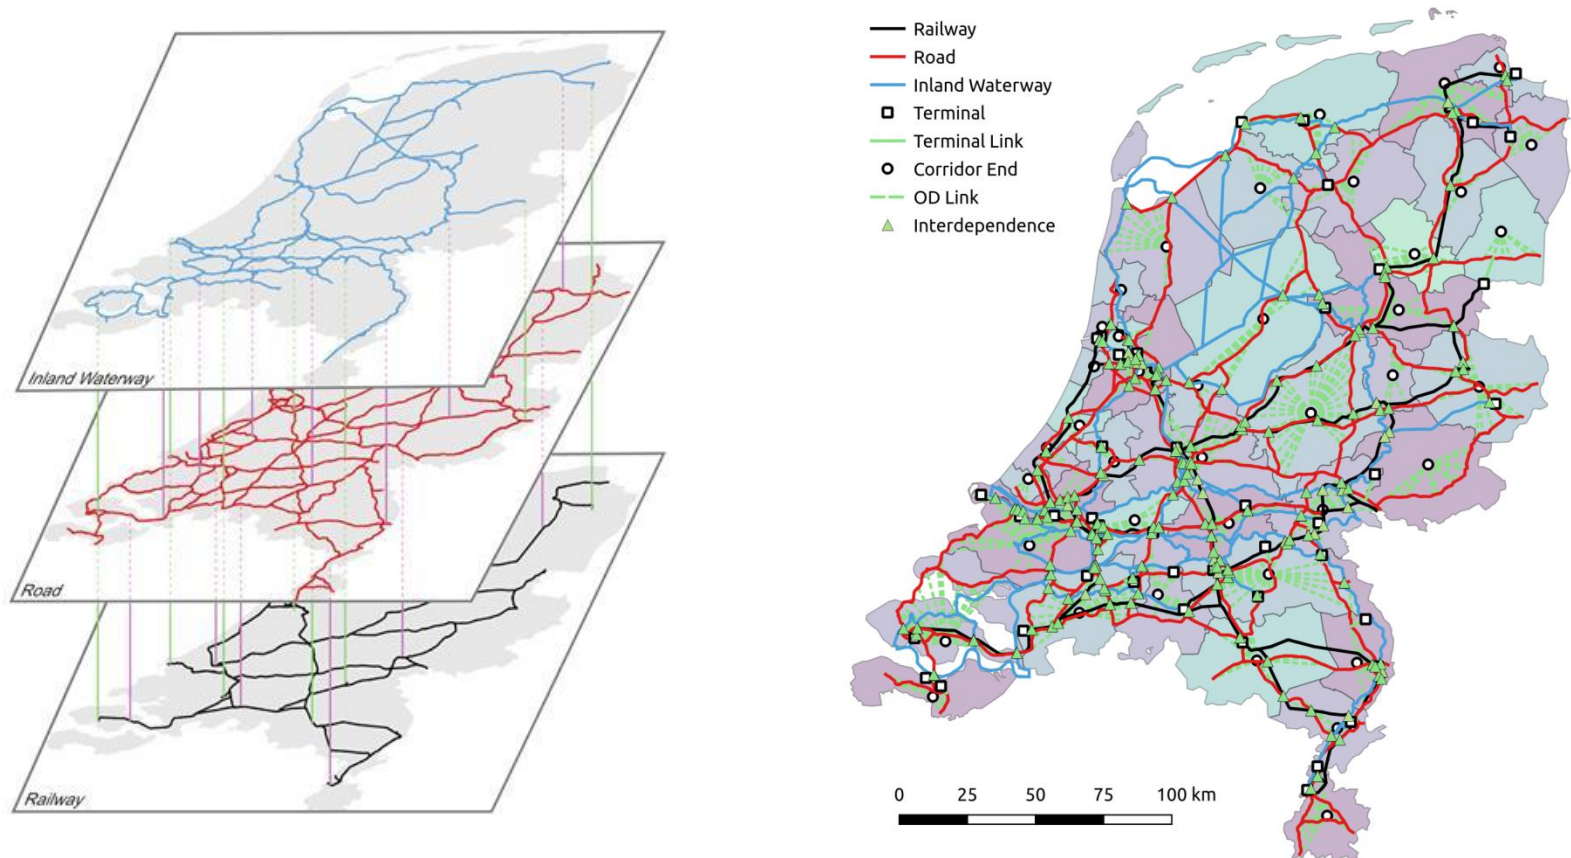 Inland Waterway
Road
Railway
Railway
Road
Inland Waterway
Terminal
Terminal Link
Corridor End
OD Link
Interdependence
0 25 50 75 100 km